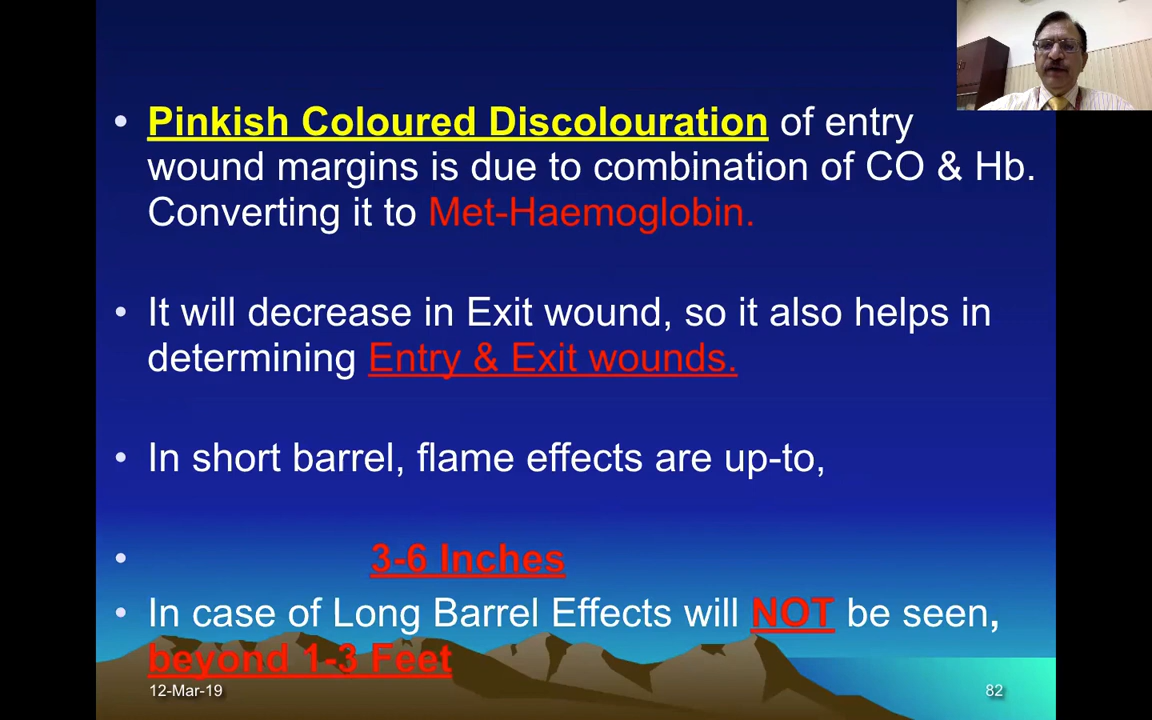 • Pinkish Coloured Discolouration of entry
wound margins is due to combination of CO & Hb.
Converting it to Met-Haemoglobin.
• It will decrease in Exit wound, so it also helps in
determining Entry & Exit wounds.
• In short barrel, flame effects are up-to,
• 3-6 Inches
• In case of Long Barrel Effects will NOT be seen,
beyond 1-3 Feet
12-Mar-19
82